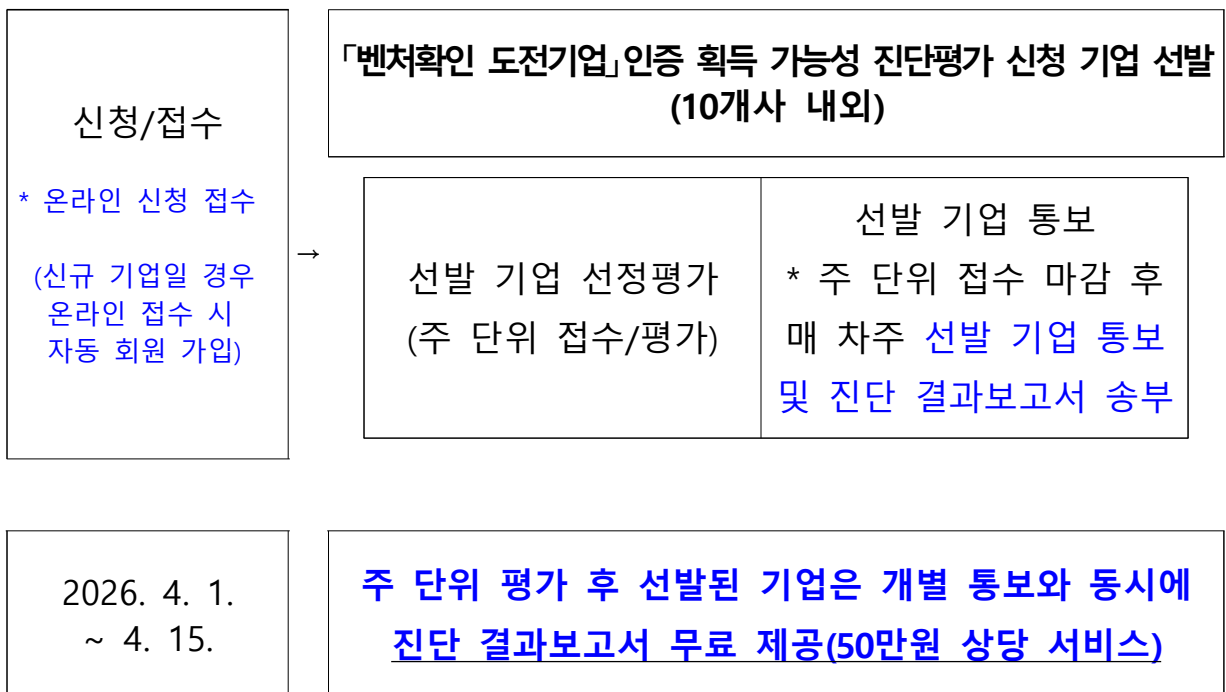 신청/접수
* 온라인 신청 접수
(신규 기업일 경우
온라인 접수 시
자동 회원 가입)
→
「벤처확인 도전기업」인증 획득 가능성 진단평가 신청 기업 선발
(10개사 내외)
선발 기업 선정평가
(주 단위 접수/평가)
선발 기업 통보
* 주 단위 접수 마감 후
매 차주 선발 기업 통보
및 진단 결과보고서 송부
2026. 4. 1.
~ 4. 15.
주 단위 평가 후 선발된 기업은 개별 통보와 동시에
진단 결과보고서 무료 제공(50만원 상당 서비스)